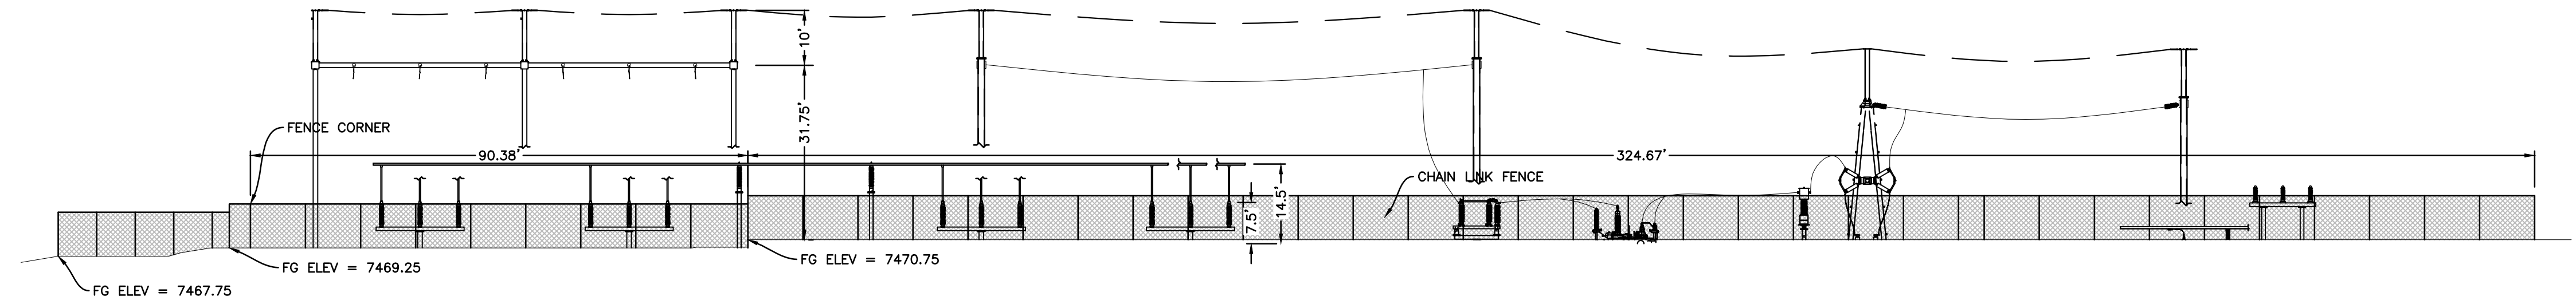 10'
31.75'
FENCE CORNER
90.38'
324.67'
CHAIN LINK FENCE
7.5'
14.5'
FG ELEV = 7470.75
FG ELEV = 7469.25
FG ELEV = 7467.75